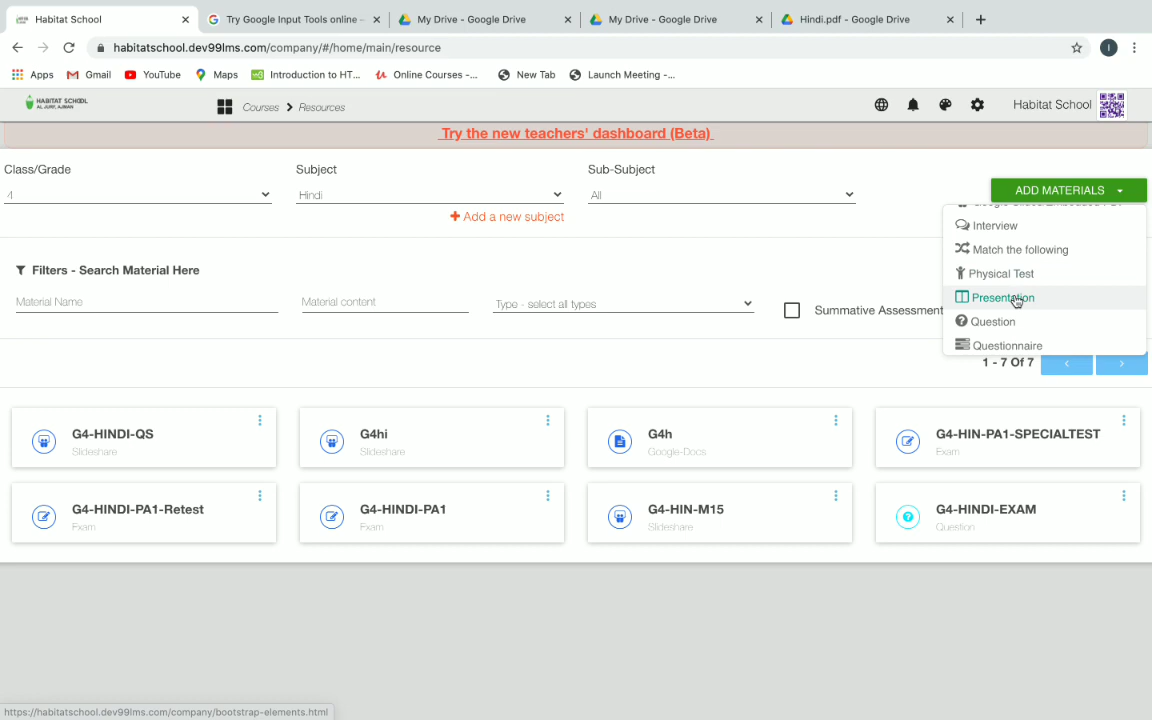 Habitat School
Try Google Input Tools online –
My Drive - Google Drive
My Drive - Google Drive
Hindi.pdf - Google Drive
habitatschool.dev99lms.com/company/#/home/main/resource
I
Apps
Gmail
YouTube
Maps
Introduction to HT...
Online Courses -...
New Tab
Launch Meeting -...
HABITAT SCHOOL
AL JURF, AJMAN
Courses > Resources
Habitat School
Try the new teachers' dashboard (Beta)
Class/Grade
Subject
Sub-Subject
4
Hindi
All
ADD MATERIALS
+ Add a new subject
Interview
Match the following
Physical Test
Presentation
Question
Questionnaire
Filters - Search Material Here
Material Name
Material content
Type - select all types
Summative Assessment
1 - 7 Of 7
G4-HINDI-QS
Slideshare
G4hi
Slideshare
G4h
Google-Docs
G4-HIN-PA1-SPECIALTEST
Exam
G4-HINDI-PA1-Retest
Exam
G4-HINDI-PA1
Exam
G4-HIN-M15
Slideshare
G4-HINDI-EXAM
Question
https://habitatschool.dev99lms.com/company/bootstrap-elements.html